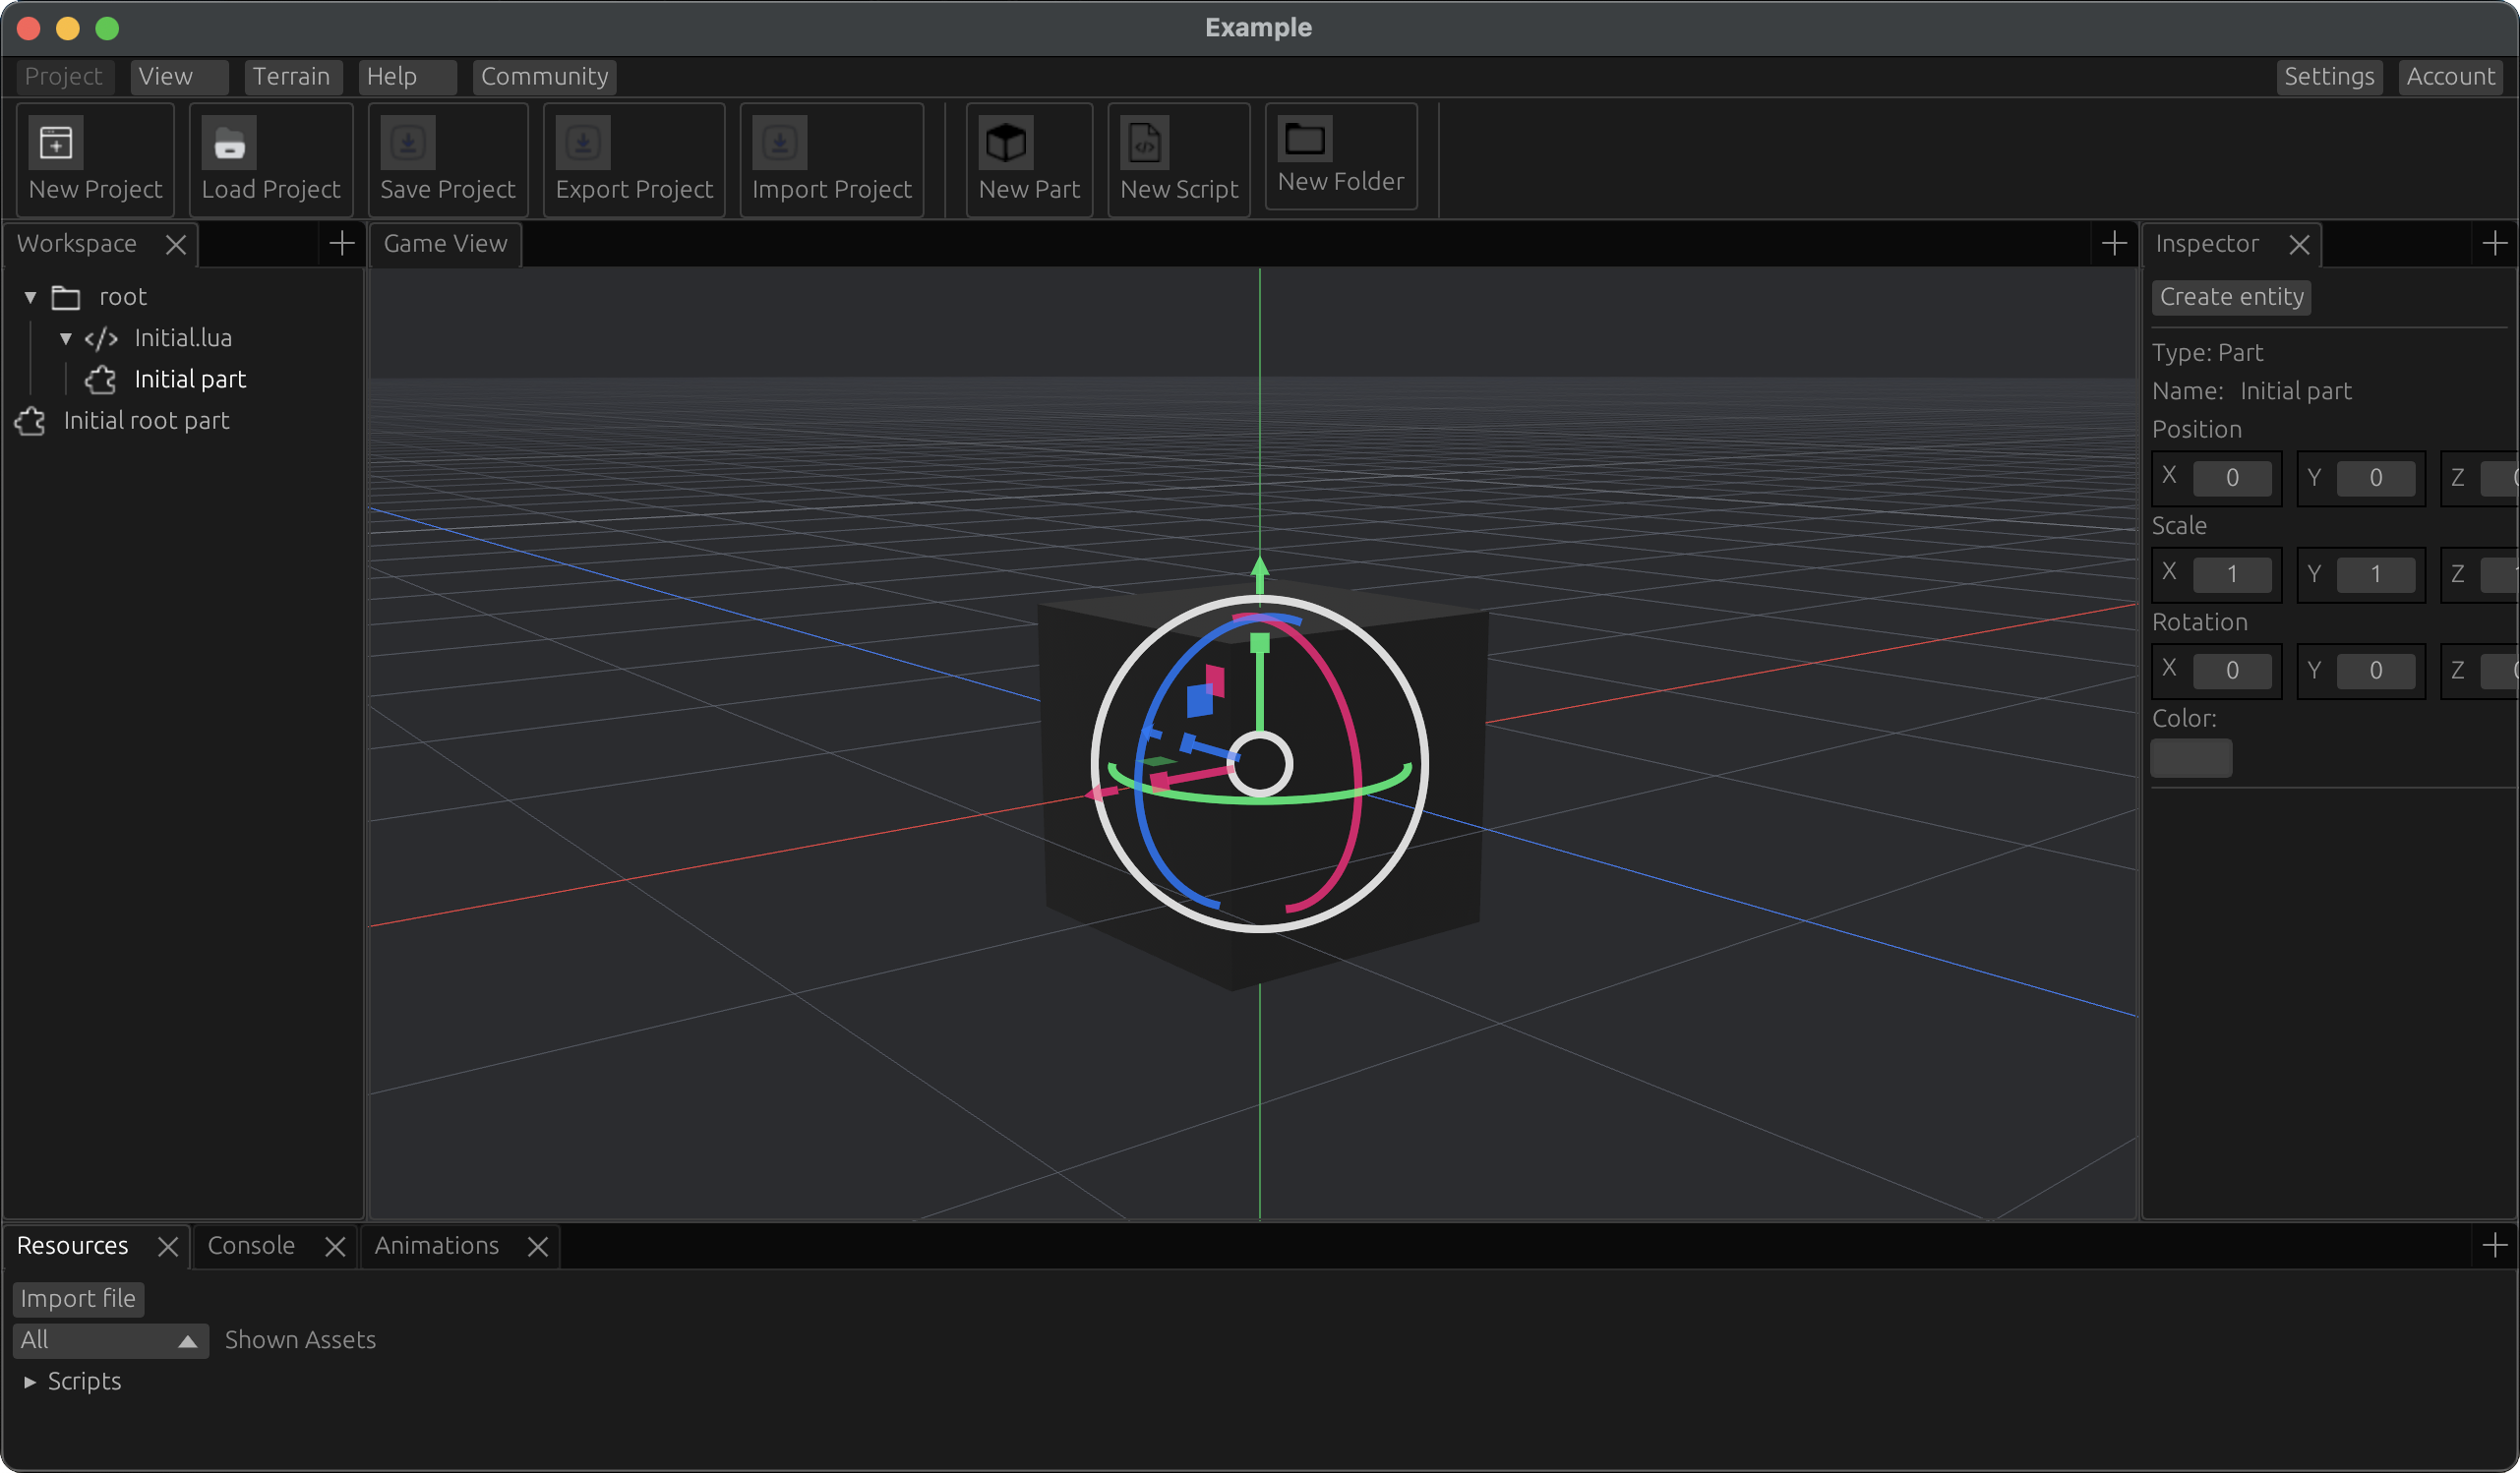 Example
Project View Terrain Help Community Settings Account
New Project Load Project Save Project Export Project Import Project New Part New Script New Folder
Workspace Game View Inspector
root
Initial.lua
Initial part
Initial root part
Create entity
Type: Part
Name: Initial part
Position
X 0 Y 0 Z
Scale
X 1 Y 1 Z
Rotation
X 0 Y 0 Z
Color:
Resources Console Animations
Import file
All Shown Assets
Scripts